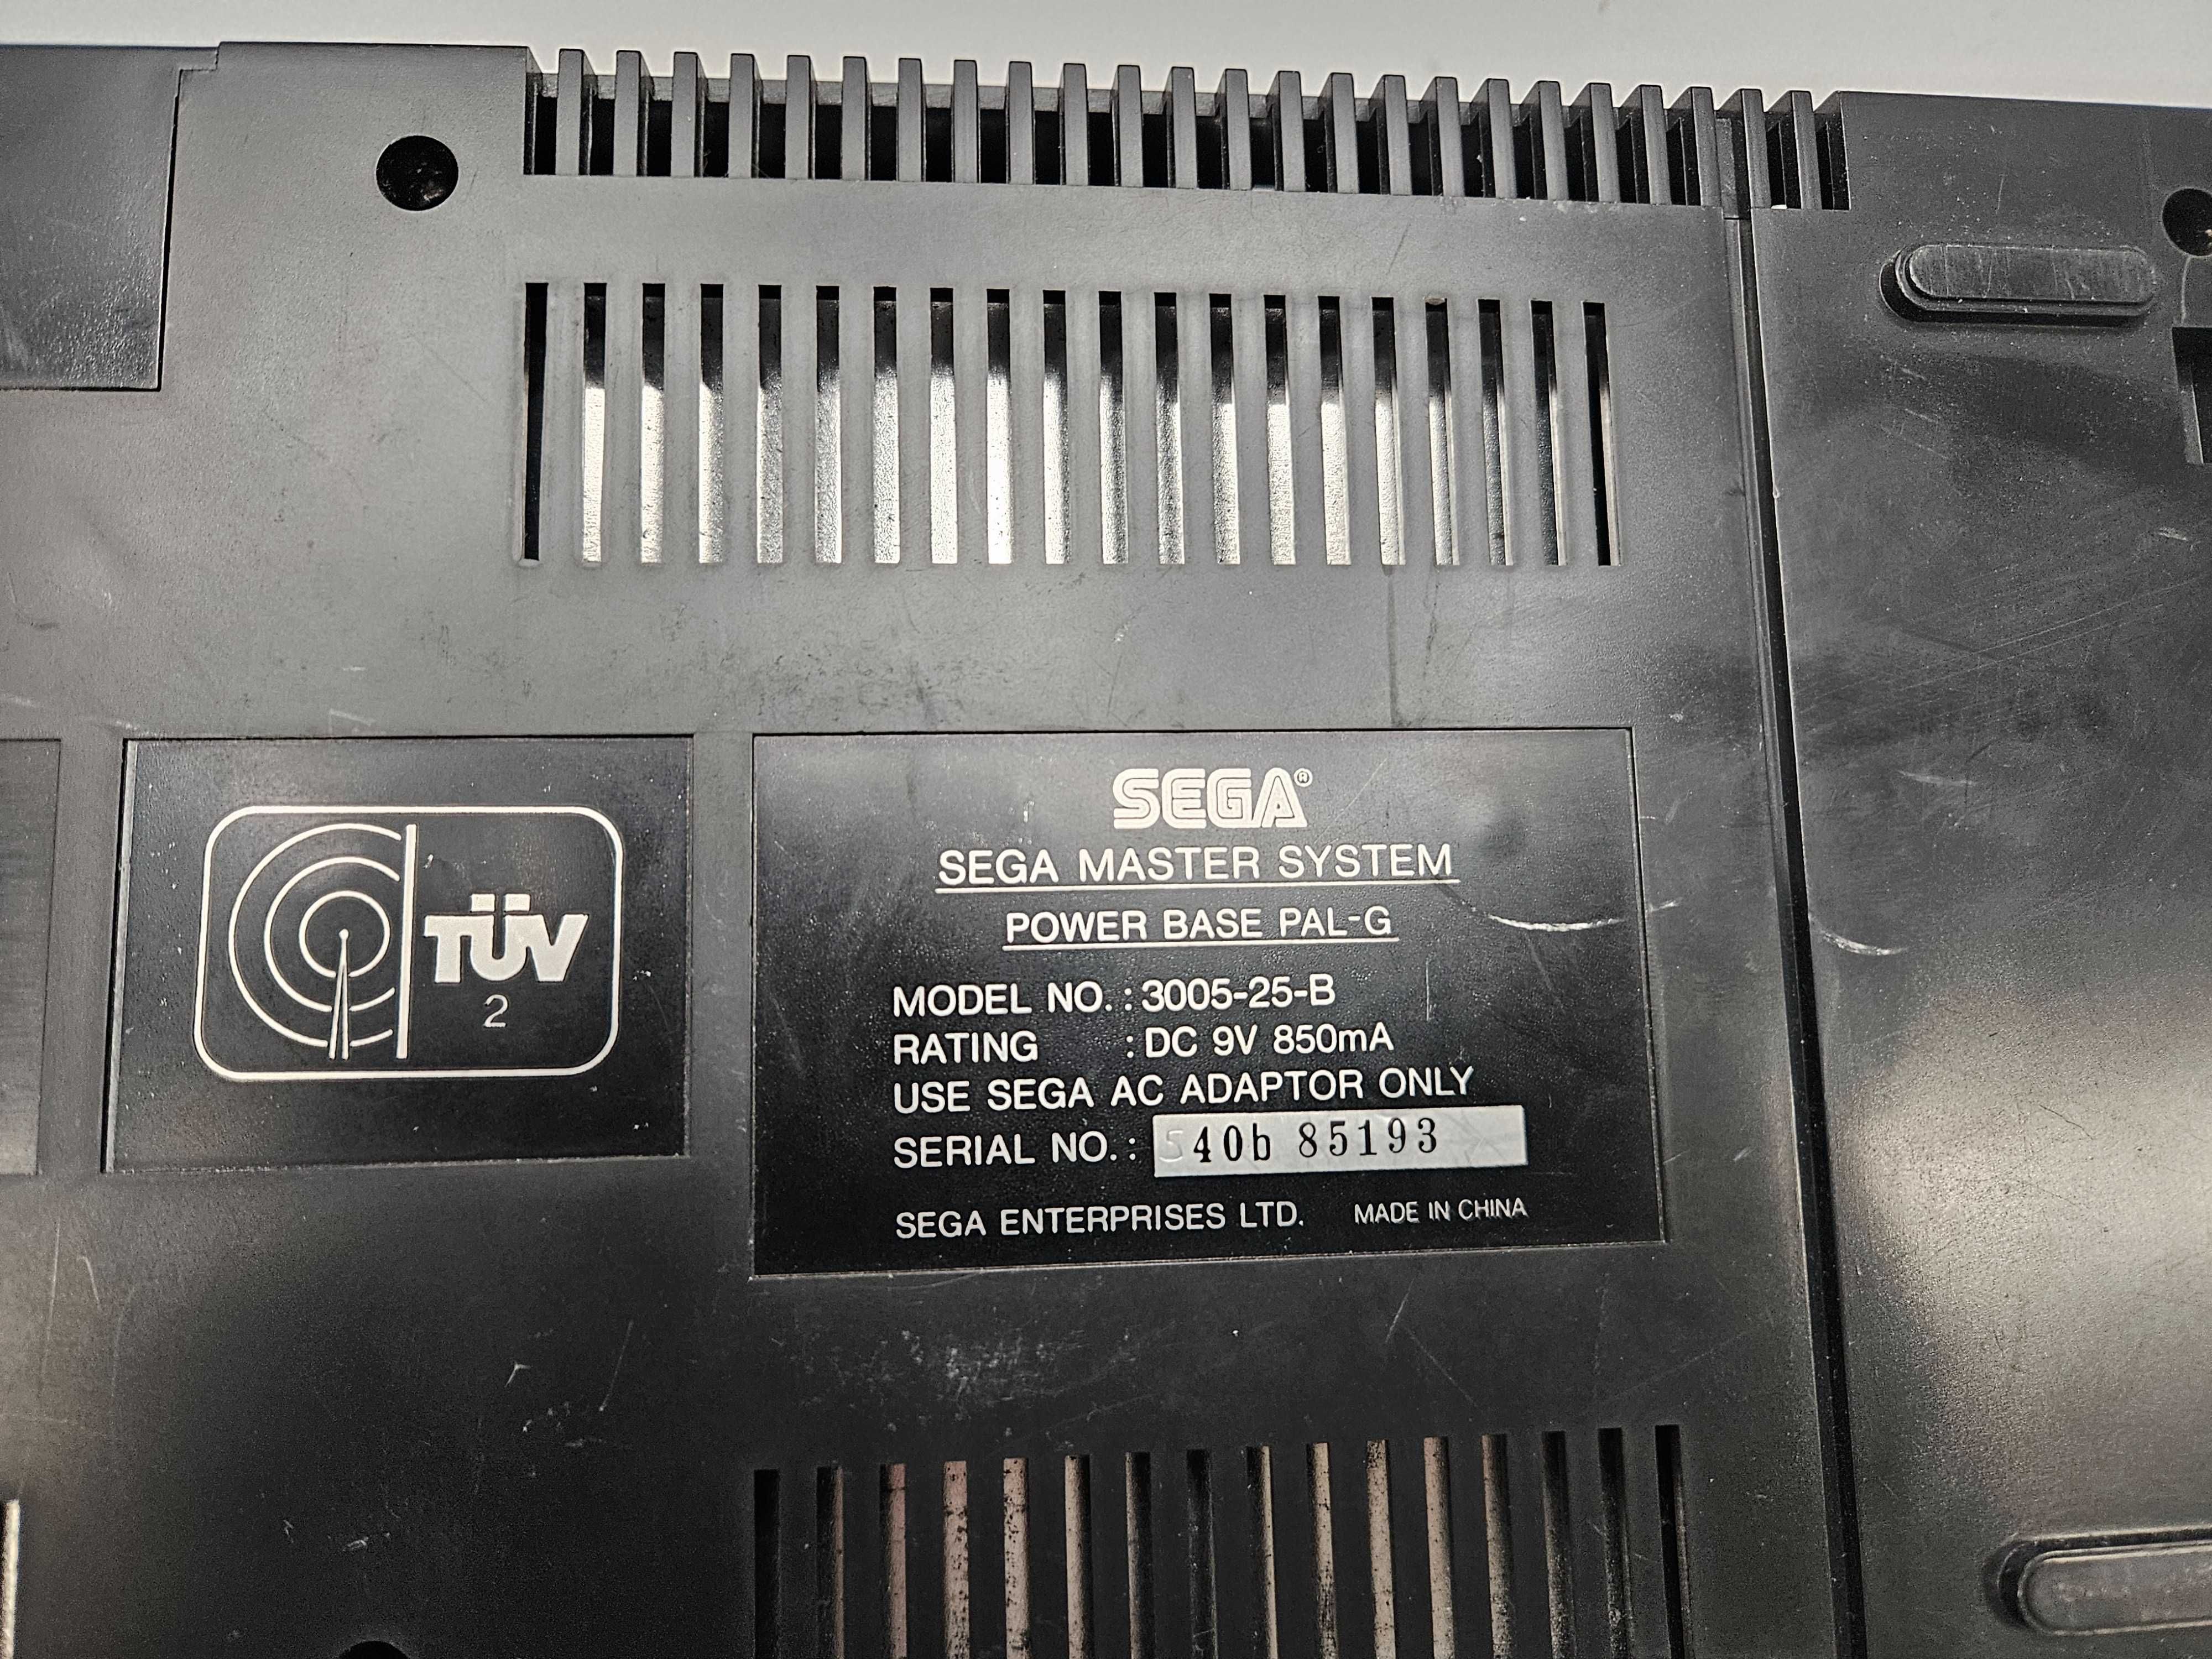 TÜV
2
SEGA®
SEGA MASTER SYSTEM
POWER BASE PAL-G
MODEL NO. : 3005-25-B
RATING : DC 9V 850mA
USE SEGA AC ADAPTOR ONLY
SERIAL NO. : 540b 85193
SEGA ENTERPRISES LTD. MADE IN CHINA